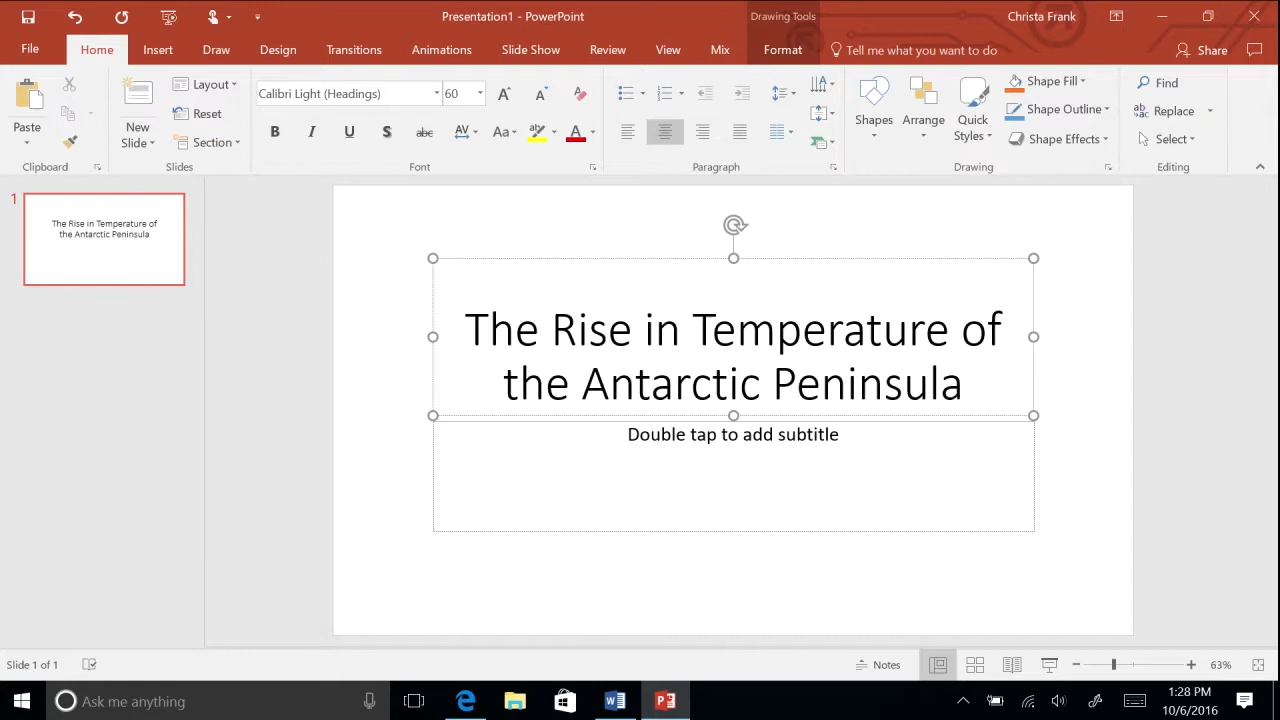 Presentation1 - PowerPoint
Drawing Tools
Christa Frank
File
Home
Insert
Draw
Design
Transitions
Animations
Slide Show
Review
View
Mix
Format
Tell me what you want to do
Share
Paste
Clipboard
New
Slide
Layout
Reset
Section
Slides
Calibri Light (Headings)
60
B
I
U
S
abc
AV
Aa
A
Font
Paragraph
Shapes
Arrange
Quick
Styles
Shape Fill
Shape Outline
Shape Effects
Drawing
Find
Replace
Select
Editing
1
The Rise in Temperature of
the Antarctic Peninsula
The Rise in Temperature of
the Antarctic Peninsula
Double tap to add subtitle
Slide 1 of 1
Notes
63%
Ask me anything
1:28 PM
10/6/2016